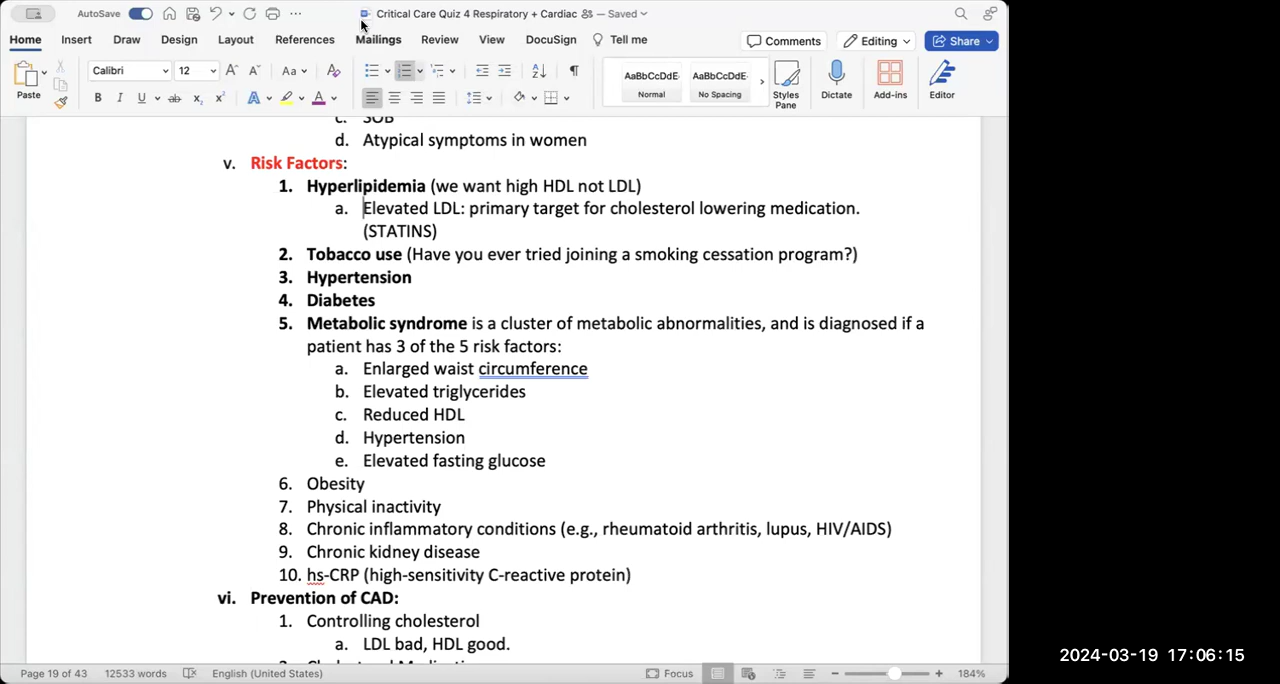 AutoSave
Critical Care Quiz 4 Respiratory + Cardiac — Saved
Home Insert Draw Design Layout References Mailings Review View DocuSign Tell me Comments Editing Share
Calibri 12 A A Aa A
Paste
B I U ab x₂ x² A A
AaBbCcDdE
Normal
AaBbCcDdE
No Spacing
Styles Pane
Dictate
Add-ins
Editor
c. SOB
d. Atypical symptoms in women
v. Risk Factors:
1. Hyperlipidemia (we want high HDL not LDL)
a. Elevated LDL: primary target for cholesterol lowering medication.
(STATINS)
2. Tobacco use (Have you ever tried joining a smoking cessation program?)
3. Hypertension
4. Diabetes
5. Metabolic syndrome is a cluster of metabolic abnormalities, and is diagnosed if a
patient has 3 of the 5 risk factors:
a. Enlarged waist circumference
b. Elevated triglycerides
c. Reduced HDL
d. Hypertension
e. Elevated fasting glucose
6. Obesity
7. Physical inactivity
8. Chronic inflammatory conditions (e.g., rheumatoid arthritis, lupus, HIV/AIDS)
9. Chronic kidney disease
10. hs-CRP (high-sensitivity C-reactive protein)
vi. Prevention of CAD:
1. Controlling cholesterol
a. LDL bad, HDL good.
Page 19 of 43 12533 words English (United States) Focus 184%
2024-03-19 17:06:15